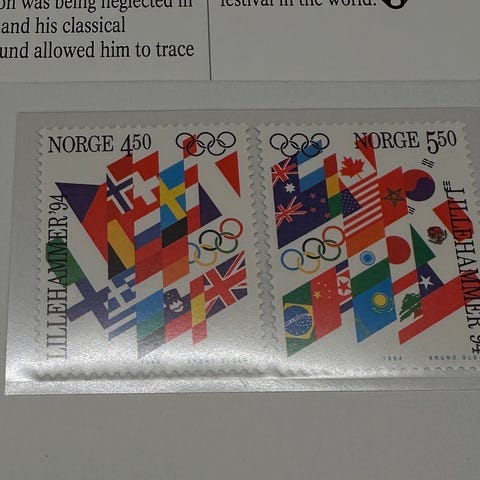 on was being neglected in
and his classical
und allowed him to trace
festival in the world.
NORGE 4.50
LILLEHAMMER '94
NORGE 5.50
LILLEHAMMER '94
1994 BRUNO